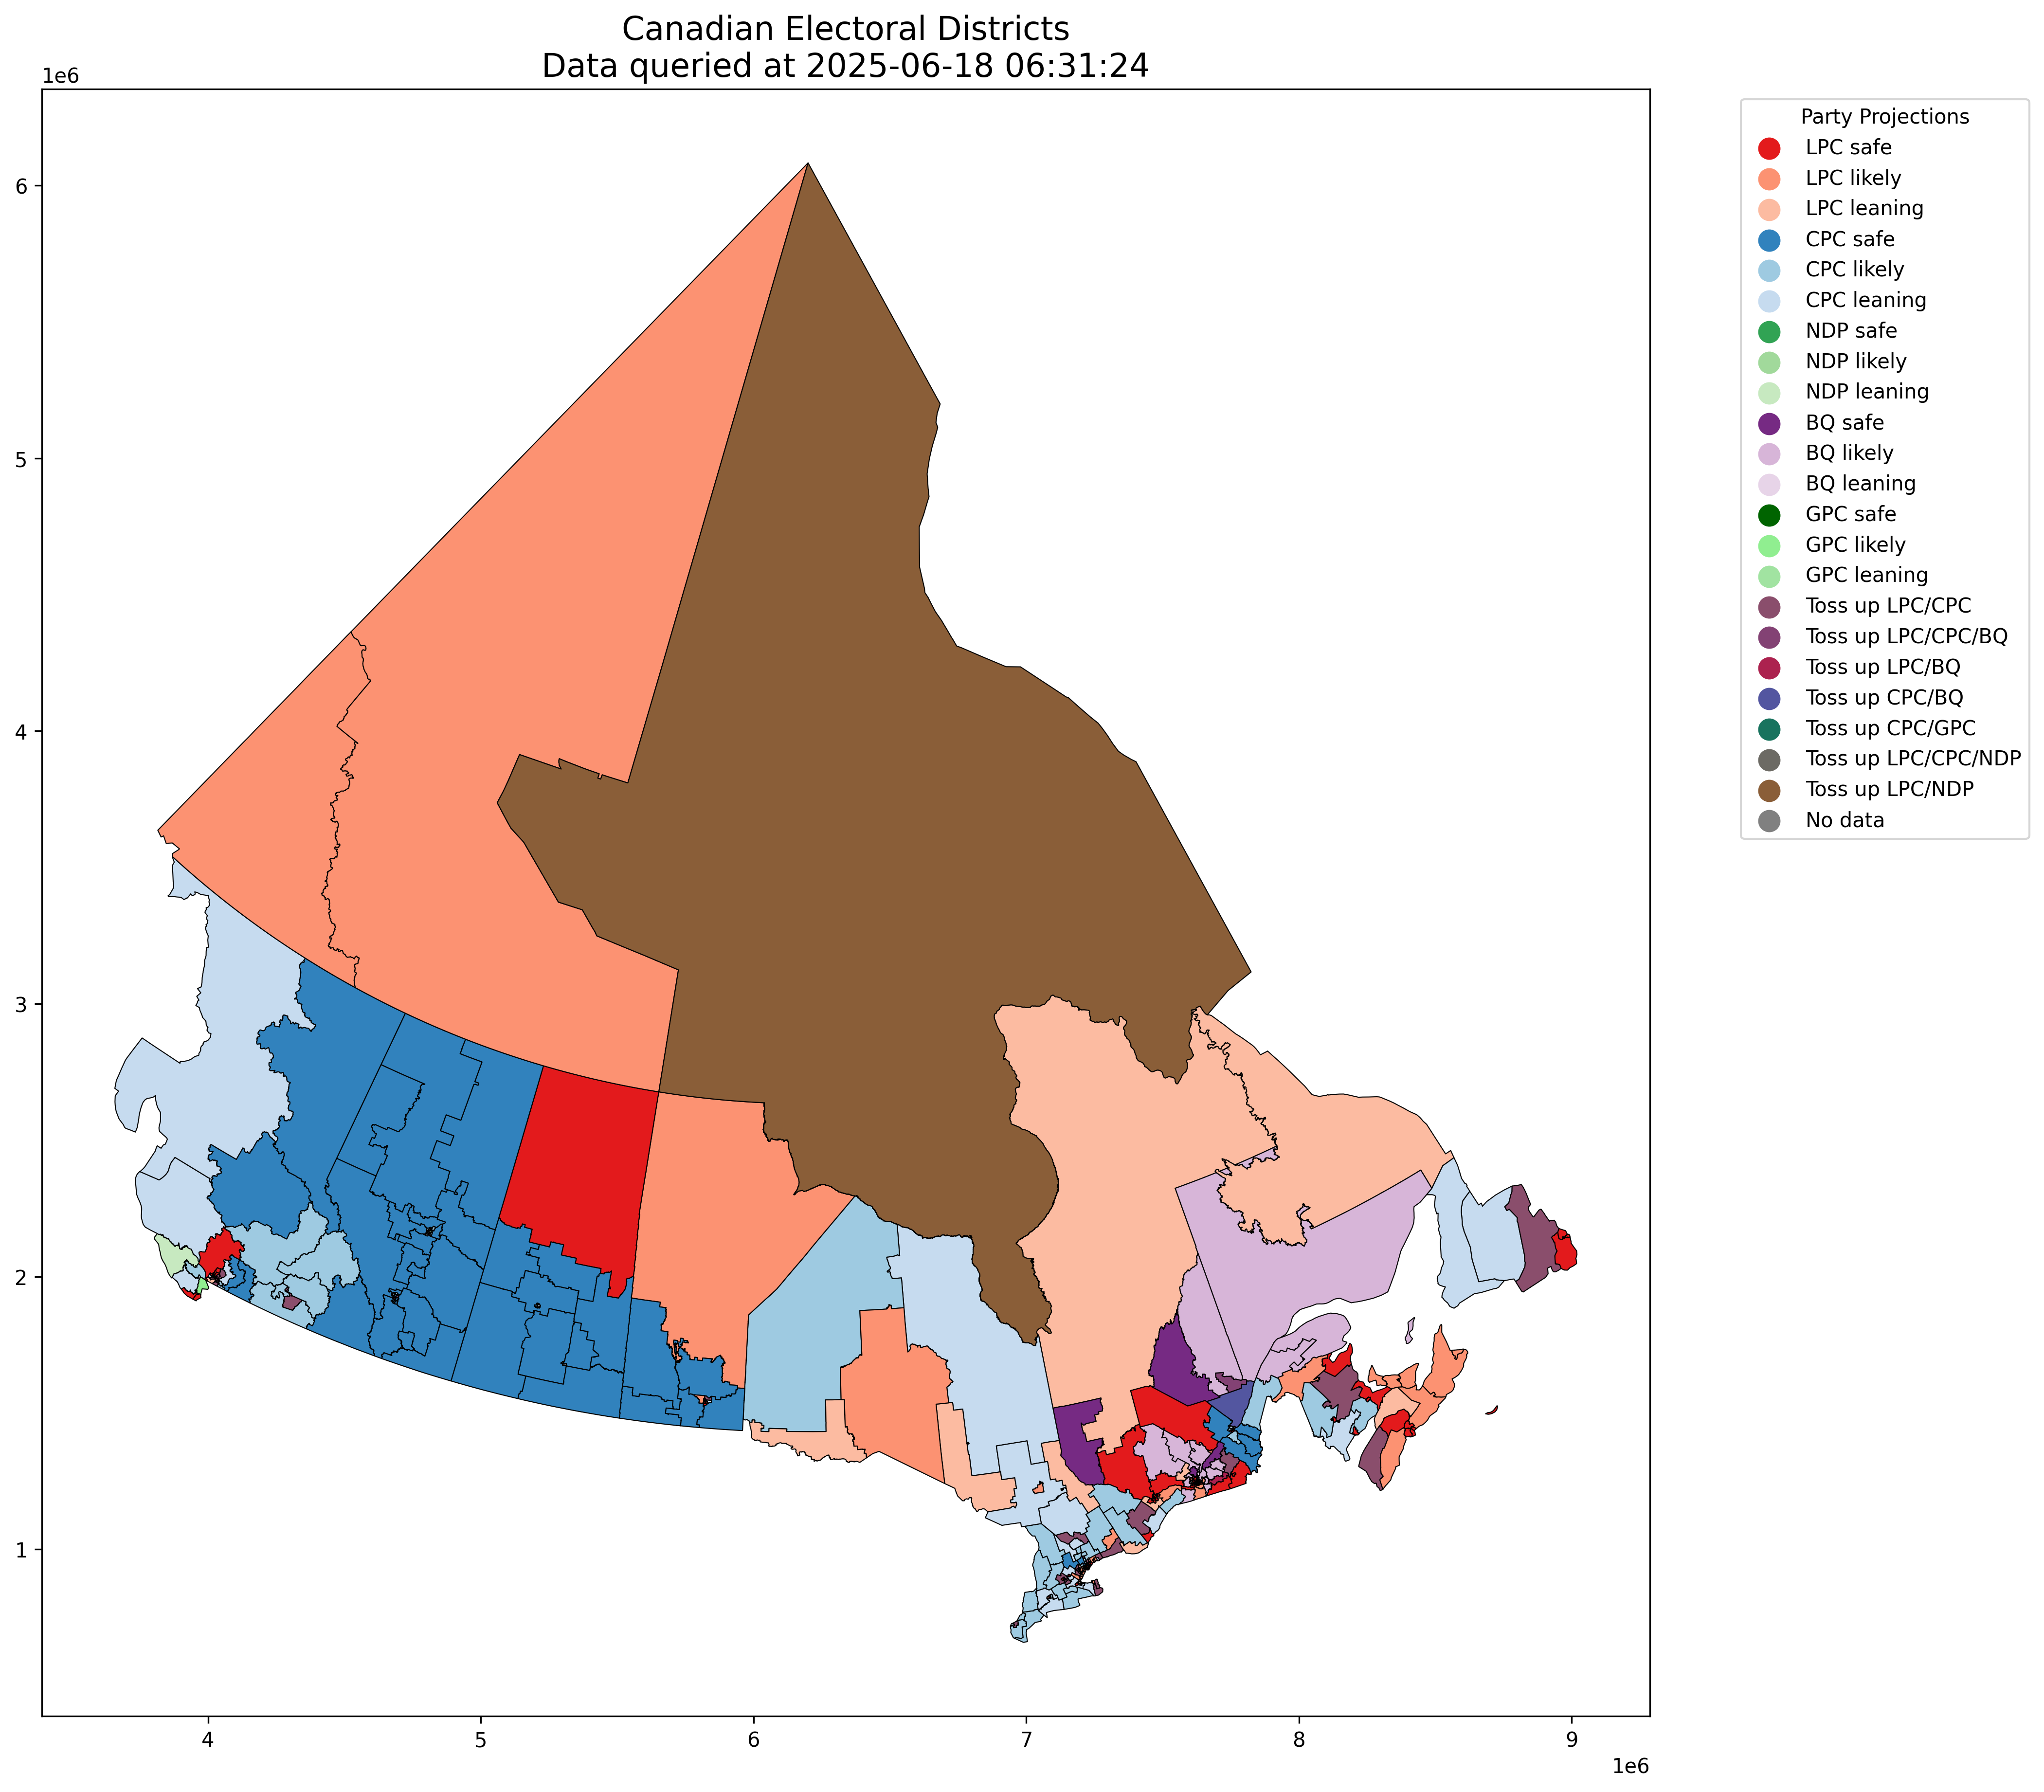 Canadian Electoral Districts
Data queried at 2025-06-18 06:31:24
1e6
6
5
4
3
2
1
4
5
6
7
8
9
1e6
Party Projections
LPC safe
LPC likely
LPC leaning
CPC safe
CPC likely
CPC leaning
NDP safe
NDP likely
NDP leaning
BQ safe
BQ likely
BQ leaning
GPC safe
GPC likely
GPC leaning
Toss up LPC/CPC
Toss up LPC/CPC/BQ
Toss up LPC/BQ
Toss up CPC/BQ
Toss up CPC/GPC
Toss up LPC/CPC/NDP
Toss up LPC/NDP
No data